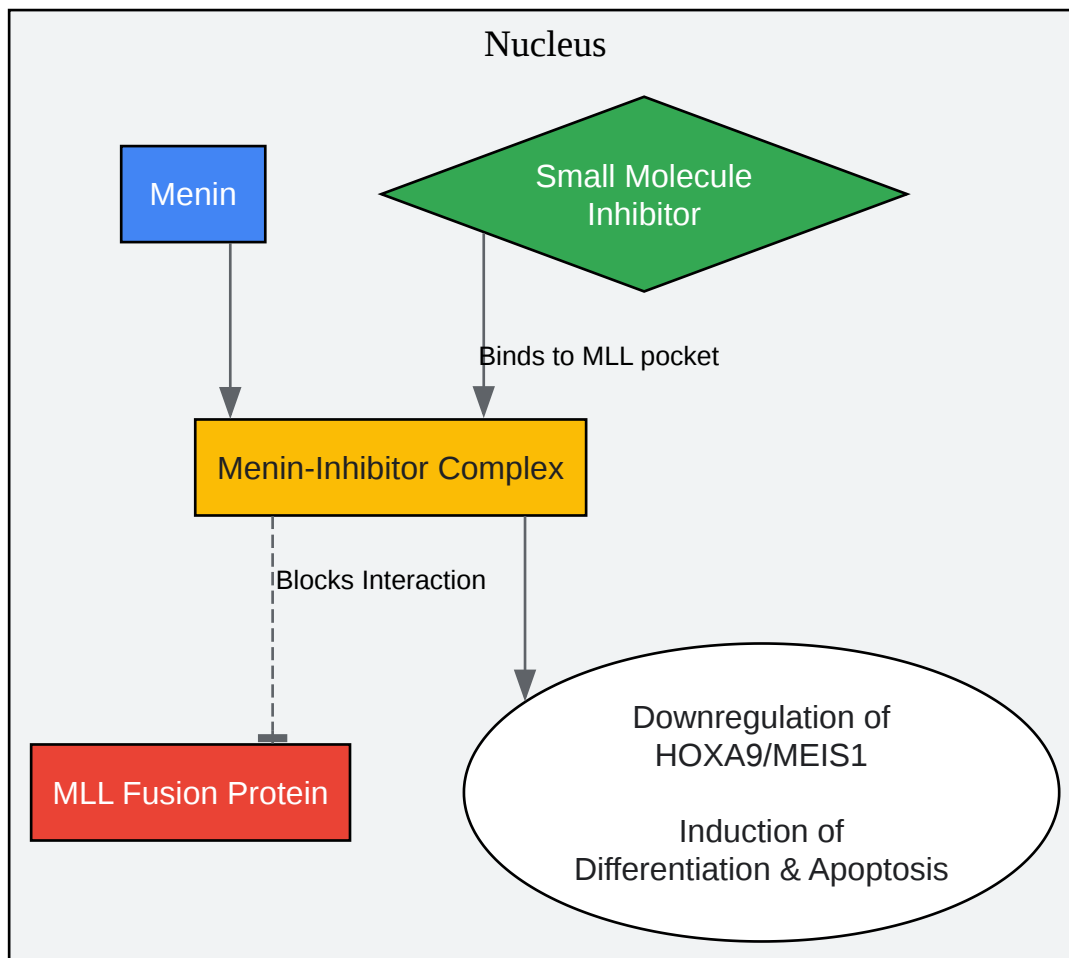 Nucleus
Menin
Small Molecule
Inhibitor
Binds to MLL pocket
Menin-Inhibitor Complex
Blocks Interaction
MLL Fusion Protein
Downregulation of
HOXA9/MEIS1
Induction of
Differentiation & Apoptosis